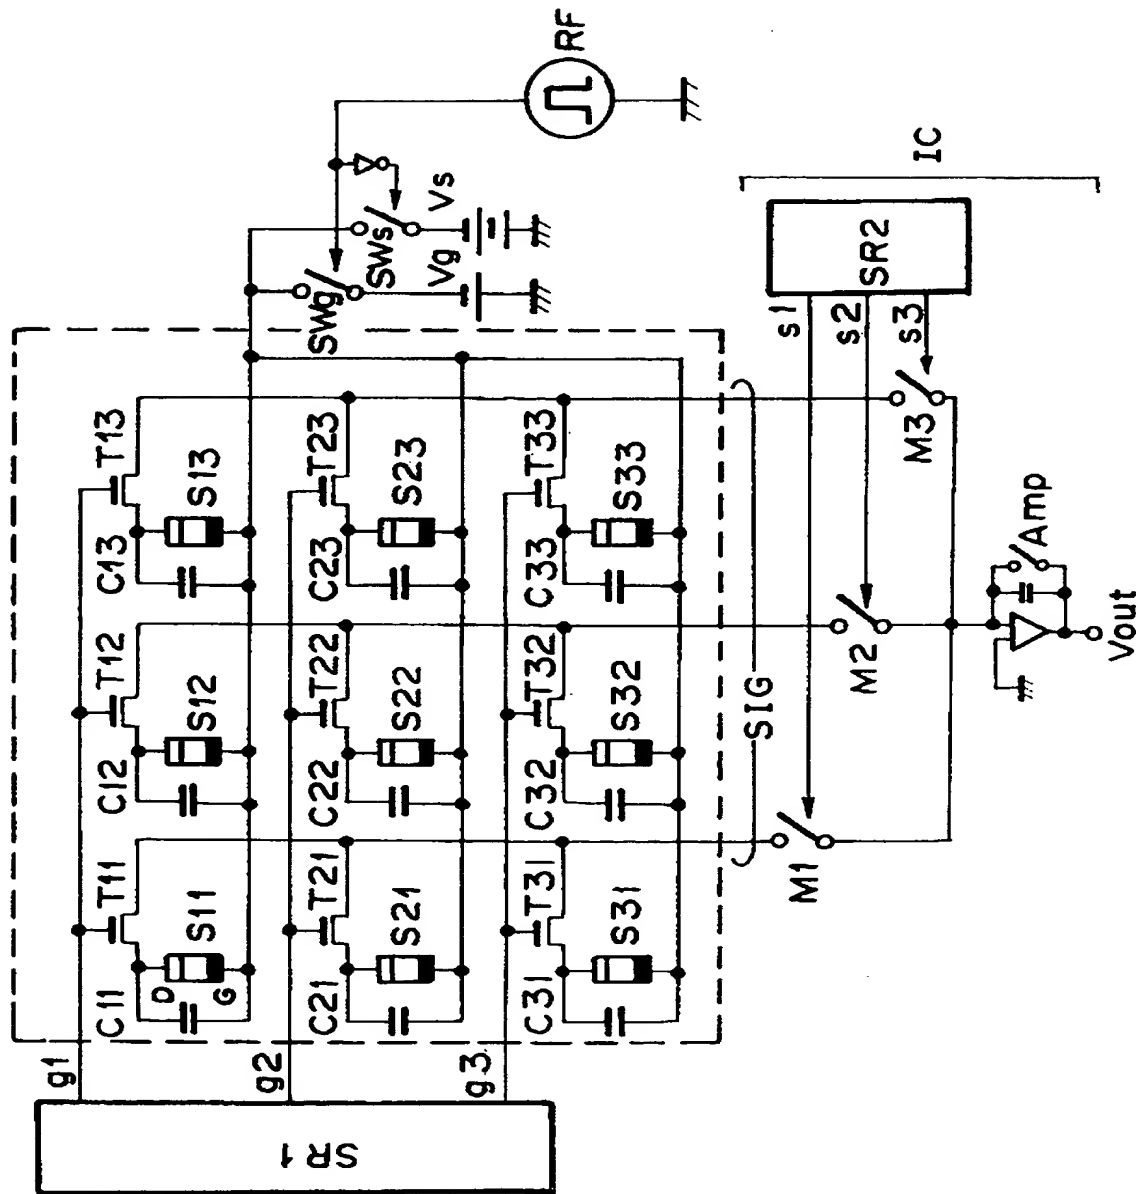 RF
Vs
SWs
Vg
SWg
IC
SR2
s1
s2
s3
C13 T13
S13
C23 T23
S23
C33 T33
S33
M3
C12 T12
S12
C22 T22
S22
C32 T32
S32
SIG
M2
Amp
Vout
C11 T11
D
S11
G
C21 T21
S21
C31 T31
S31
M1
g1
g2
g3
SR1